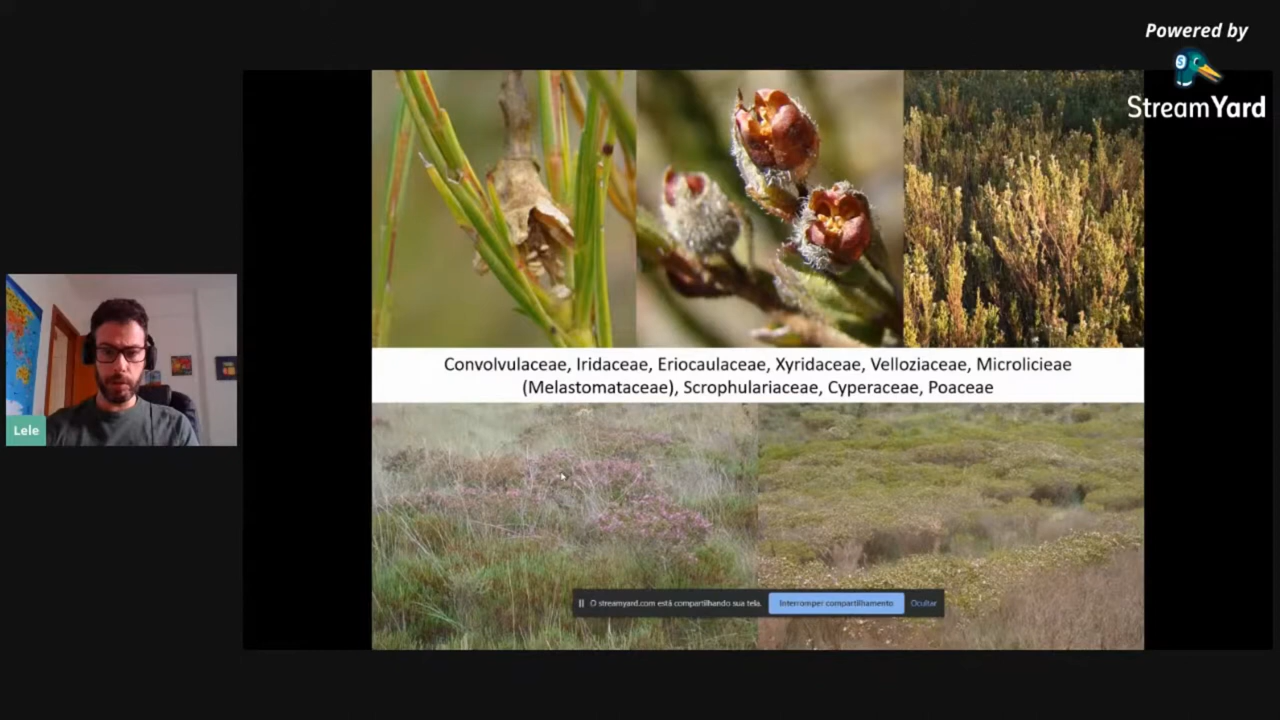 Powered by
StreamYard
Convolvulaceae, Iridaceae, Eriocaulaceae, Xyridaceae, Velloziaceae, Microlicieae
(Melastomataceae), Scrophulariaceae, Cyperaceae, Poaceae
Lele
O streamyard.com está compartilhando sua tela. Interromper compartilhamento Ocultar